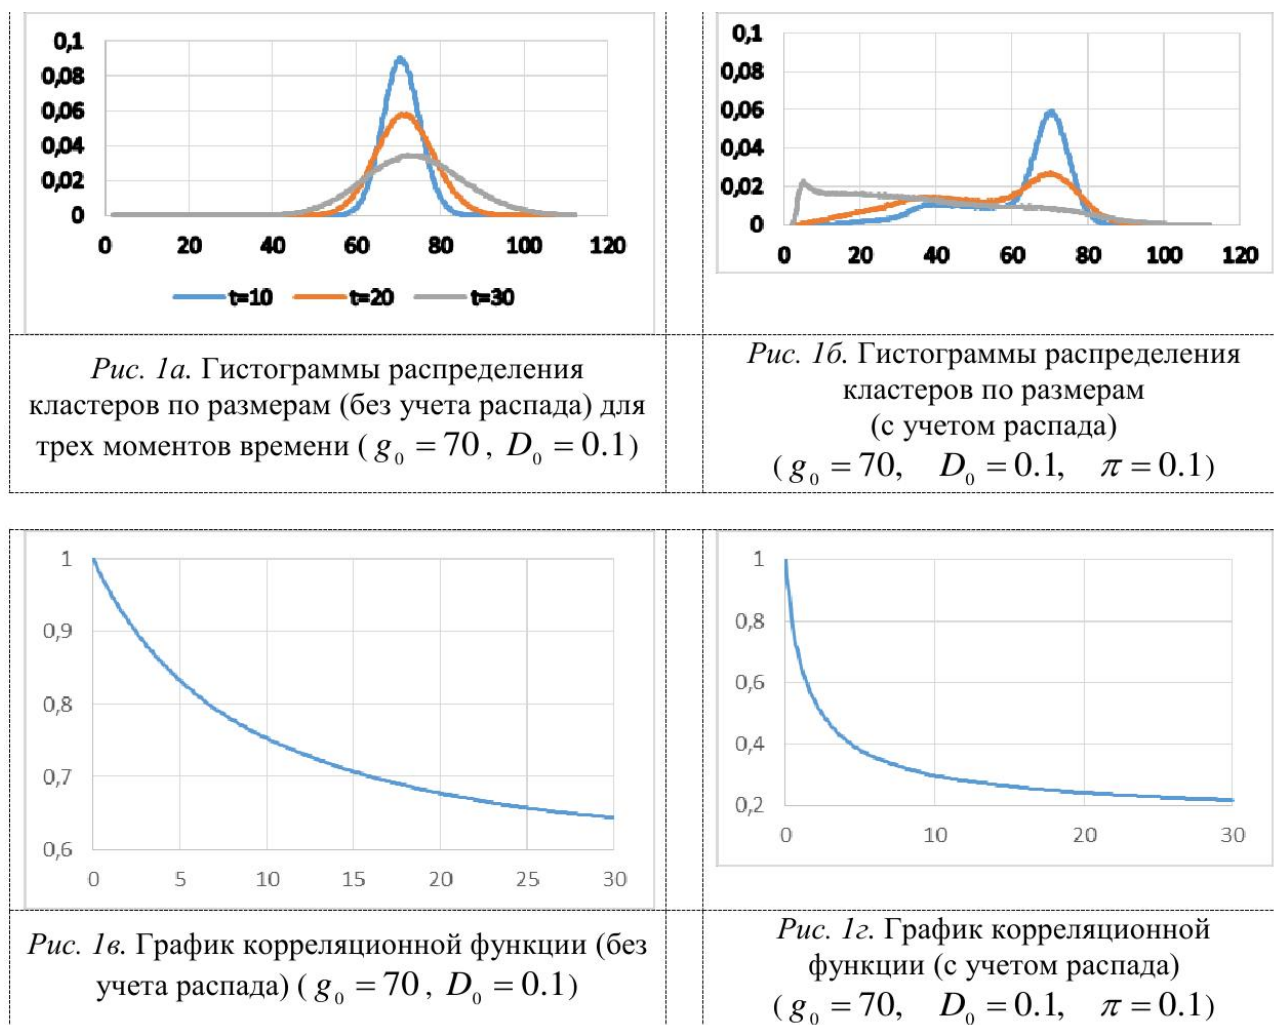 0,1
0,08
0,06
0,04
0,02
0
0 20 40 60 80 100 120
t=10 t=20 t=30
Рис. 1а. Гистограммы распределения
кластеров по размерам (без учета распада) для
трех моментов времени ( g₀ = 70 , D₀ = 0.1)
0,1
0,08
0,06
0,04
0,02
0
0 20 40 60 80 100 120
Рис. 1б. Гистограммы распределения
кластеров по размерам
(с учетом распада)
( g₀ = 70, D₀ = 0.1, π = 0.1)
1
0,9
0,8
0,7
0,6
0 5 10 15 20 25 30
Рис. 1в. График корреляционной функции (без
учета распада) ( g₀ = 70 , D₀ = 0.1)
1
0,8
0,6
0,4
0,2
0 10 20 30
Рис. 1г. График корреляционной
функции (с учетом распада)
( g₀ = 70, D₀ = 0.1, π = 0.1)